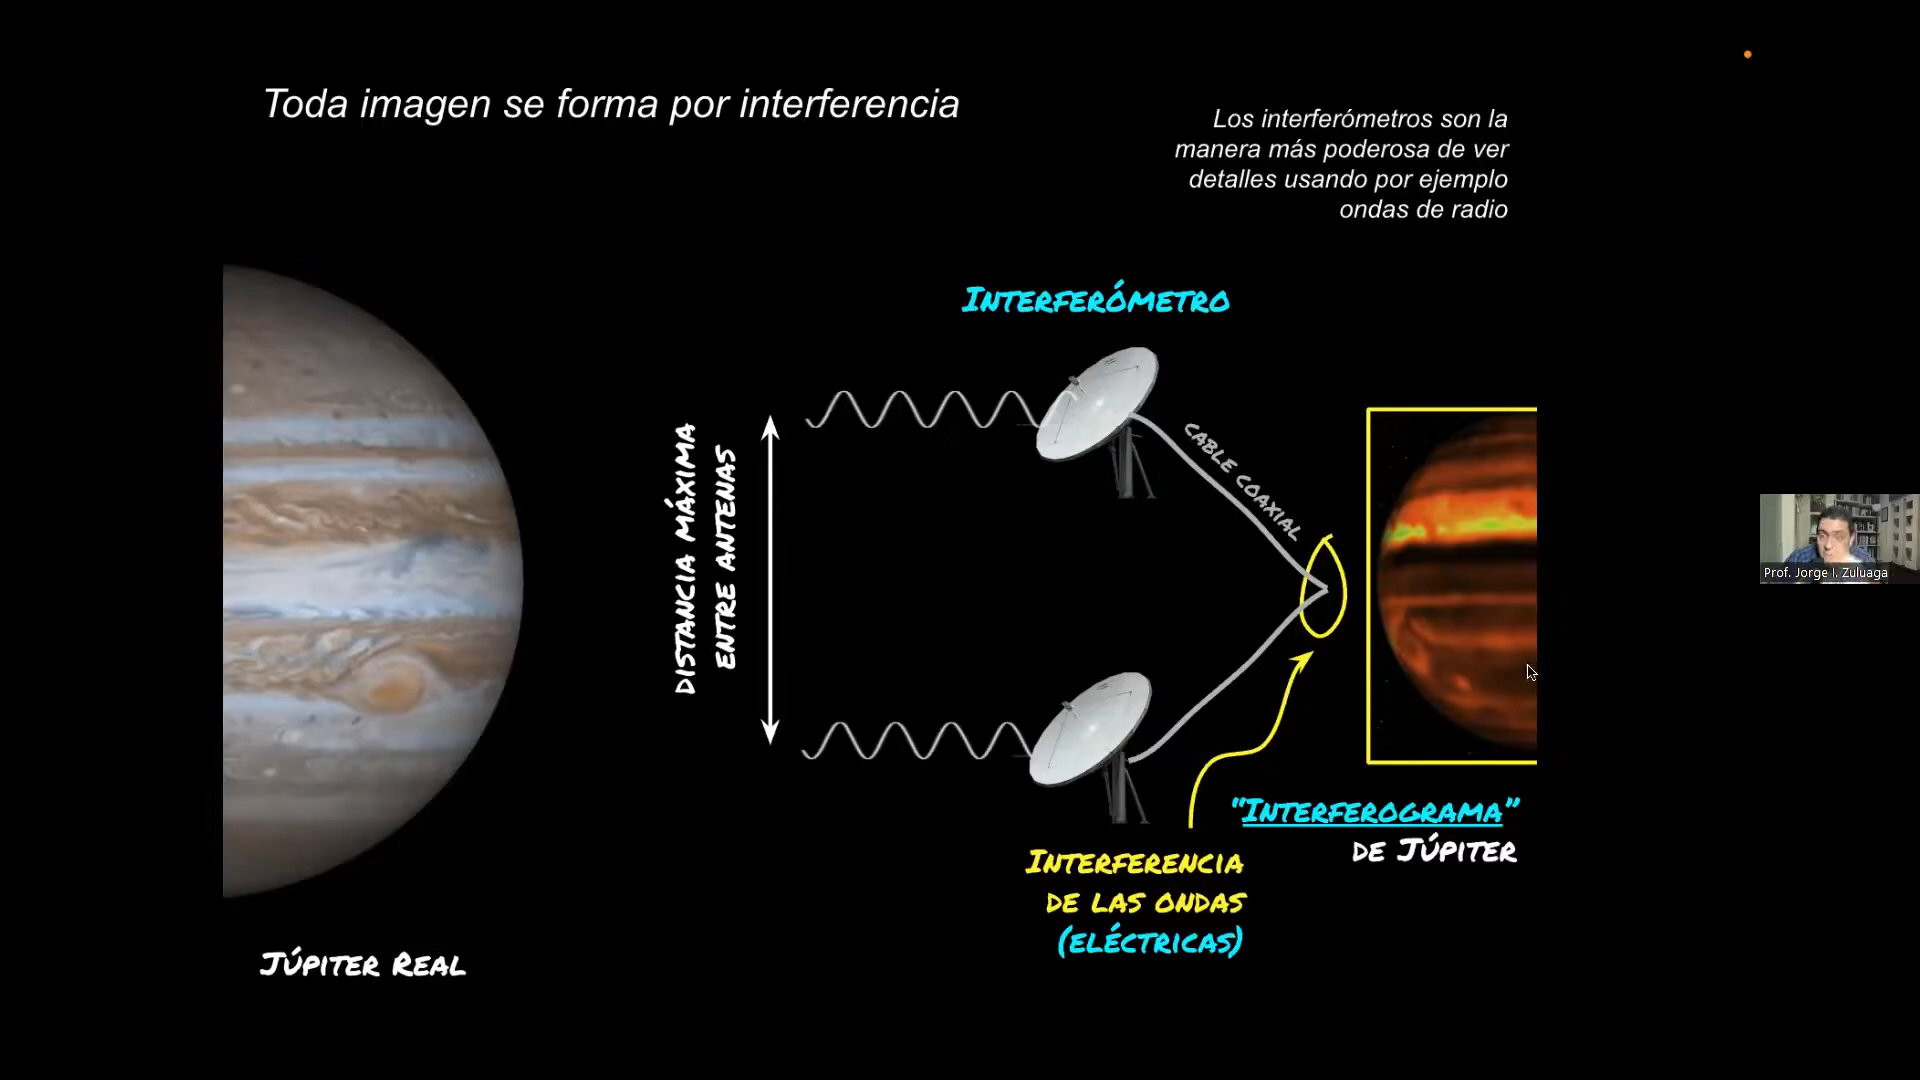 Toda imagen se forma por interferencia
Los interferómetros son la
manera más poderosa de ver
detalles usando por ejemplo
ondas de radio
INTERFERÓMETRO
DISTANCIA MÁXIMA
ENTRE ANTENAS
CABLE COAXIAL
Prof. Jorge I. Zuluaga
"INTERFEROGRAMA"
DE JÚPITER
INTERFERENCIA
DE LAS ONDAS
(ELÉCTRICAS)
JÚPITER REAL